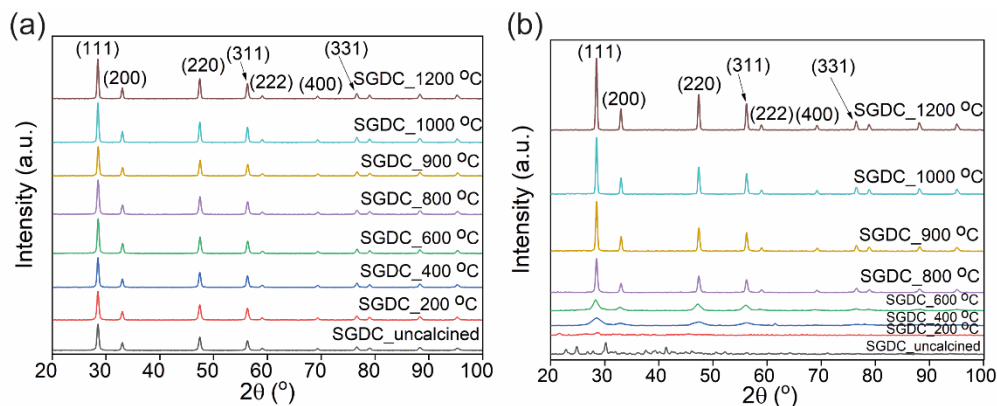 (a)
(111)
(200)
(220)
(311)
(222)
(400)
(331)
SGDC_1200 °C
SGDC_1000 °C
SGDC_900 °C
SGDC_800 °C
SGDC_600 °C
SGDC_400 °C
SGDC_200 °C
SGDC_uncalcined
Intensity (a.u.)
20 30 40 50 60 70 80 90 100
2θ (°)
(b)
(111)
(200)
(220)
(311)
(222)
(400)
(331)
SGDC_1200 °C
SGDC_1000 °C
SGDC_900 °C
SGDC_800 °C
SGDC_600 °C
SGDC_400 °C
SGDC_200 °C
SGDC_uncalcined
Intensity (a.u.)
20 30 40 50 60 70 80 90 100
2θ (°)